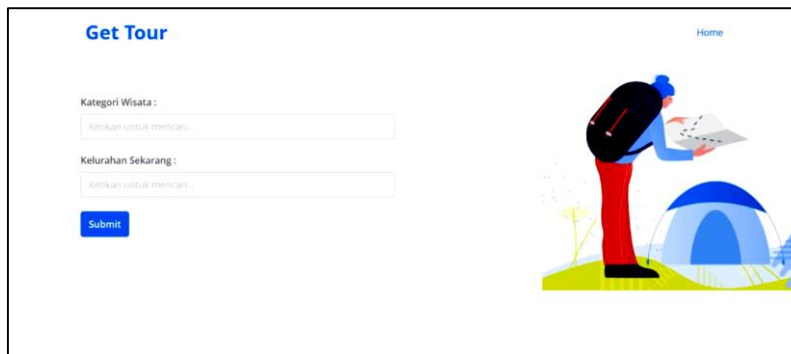 Get Tour
Home
Kategori Wisata :
Ketikan untuk mencari...
Kelurahan Sekarang :
Ketikan untuk mencari...
Submit